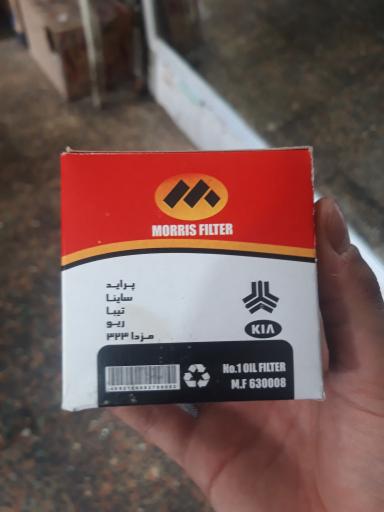 MORRIS FILTER
پراید
ساینا
تیبا
ریو
مزدا ۳۲۳
KIA
No.1 OIL FILTER
M.F 630008